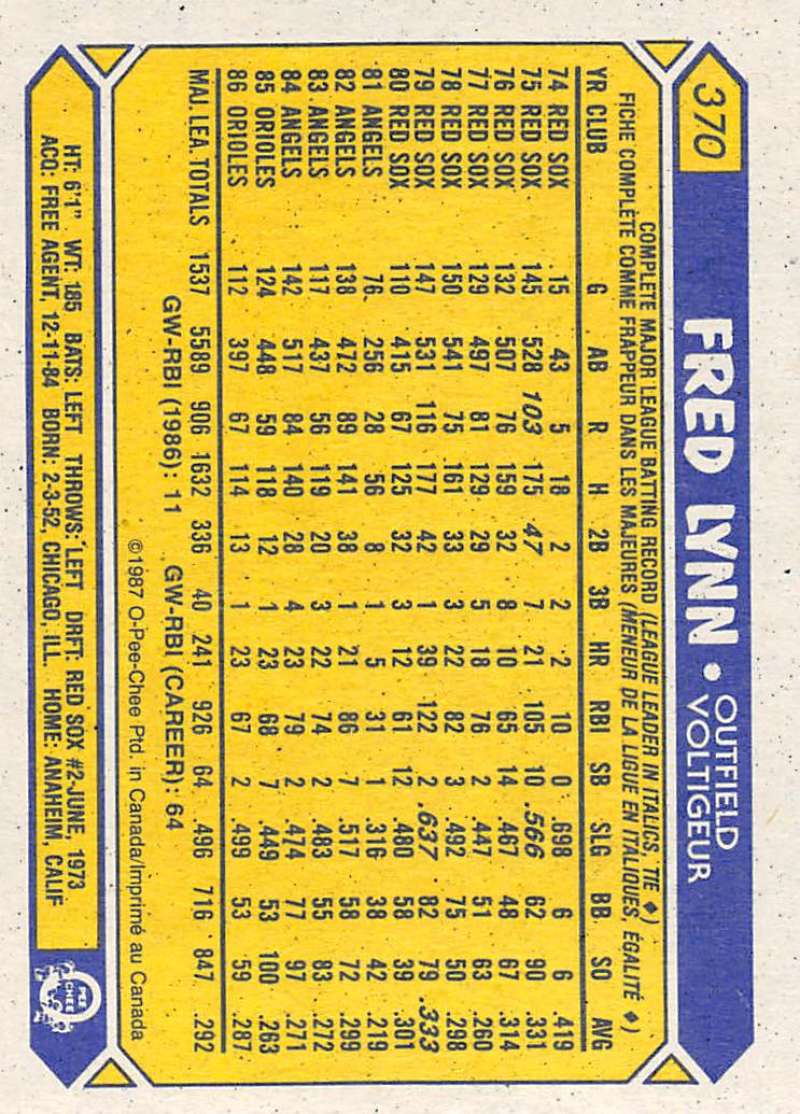 370
FRED LYNN • OUTFIELD
VOLTIGEUR
COMPLETE MAJOR LEAGUE BATTING RECORD (LEAGUE LEADER IN ITALICS, TIE ♦)
FICHE COMPLÈTE COMME FRAPPEUR DANS LES MAJEURES (MENEUR DE LA LIGUE EN ITALIQUES, ÉGALITÉ ♦)
YR CLUB G AB R H 2B 3B HR RBI SB SLG BB SO AVG
74 RED SOX 15 43 5 18 2 2 2 10 0 .698 6 6 .419
75 RED SOX 145 528 103 175 47 7 21 105 10 .566 62 90 .331
76 RED SOX 132 507 76 159 32 8 10 65 14 .467 48 67 .314
77 RED SOX 129 497 81 129 29 5 18 76 2 .447 51 63 .260
78 RED SOX 150 541 75 161 33 3 22 82 3 .492 75 50 .298
79 RED SOX 147 531 116 177 42 1 39 122 2 .637 82 79 .333
80 RED SOX 110 415 67 125 32 3 12 61 12 .480 58 39 .301
81 ANGELS 76 256 28 56 8 1 5 31 1 .316 38 42 .219
82 ANGELS 138 472 89 141 38 1 21 86 7 .517 58 72 .299
83 ANGELS 117 437 56 119 20 3 22 74 2 .483 55 83 .272
84 ANGELS 142 517 84 140 28 4 23 79 2 .474 77 97 .271
85 ORIOLES 124 448 59 118 12 1 23 68 7 .449 53 100 .263
86 ORIOLES 112 397 67 114 13 1 23 67 2 .499 53 59 .287
MAJ. LEA. TOTALS 1537 5589 906 1632 336 40 241 926 64 .496 716 847 .292
GW-RBI (1986): 11 GW-RBI (CAREER): 64
©1987 O-Pee-Chee Ptd. in Canada/Imprimé au Canada
HT: 6'1" WT: 185 BATS: LEFT THROWS: LEFT DRFT: RED SOX #2-JUNE, 1973
ACQ: FREE AGENT, 12-11-84 BORN: 2-3-52, CHICAGO, ILL. HOME: ANAHEIM, CALIF
O
PEE
CHEE